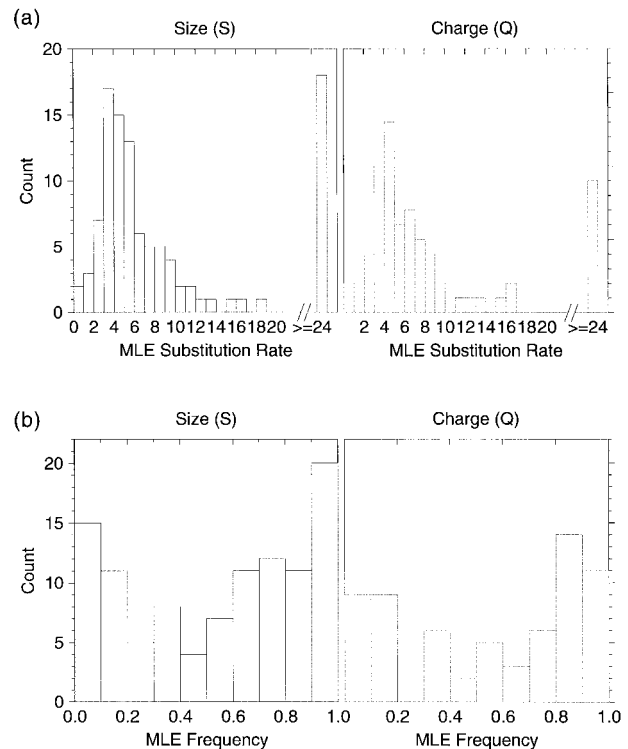 (a)
Size (S) Charge (Q)
20
15
10
5
0
Count
0 2 4 6 8 10 12 14 16 18 20 >=24 2 4 6 8 10 12 14 16 18 20 >=24
MLE Substitution Rate MLE Substitution Rate
(b)
Size (S) Charge (Q)
20
15
10
5
0
Count
0.0 0.2 0.4 0.6 0.8 1.0 0.2 0.4 0.6 0.8 1.0
MLE Frequency MLE Frequency